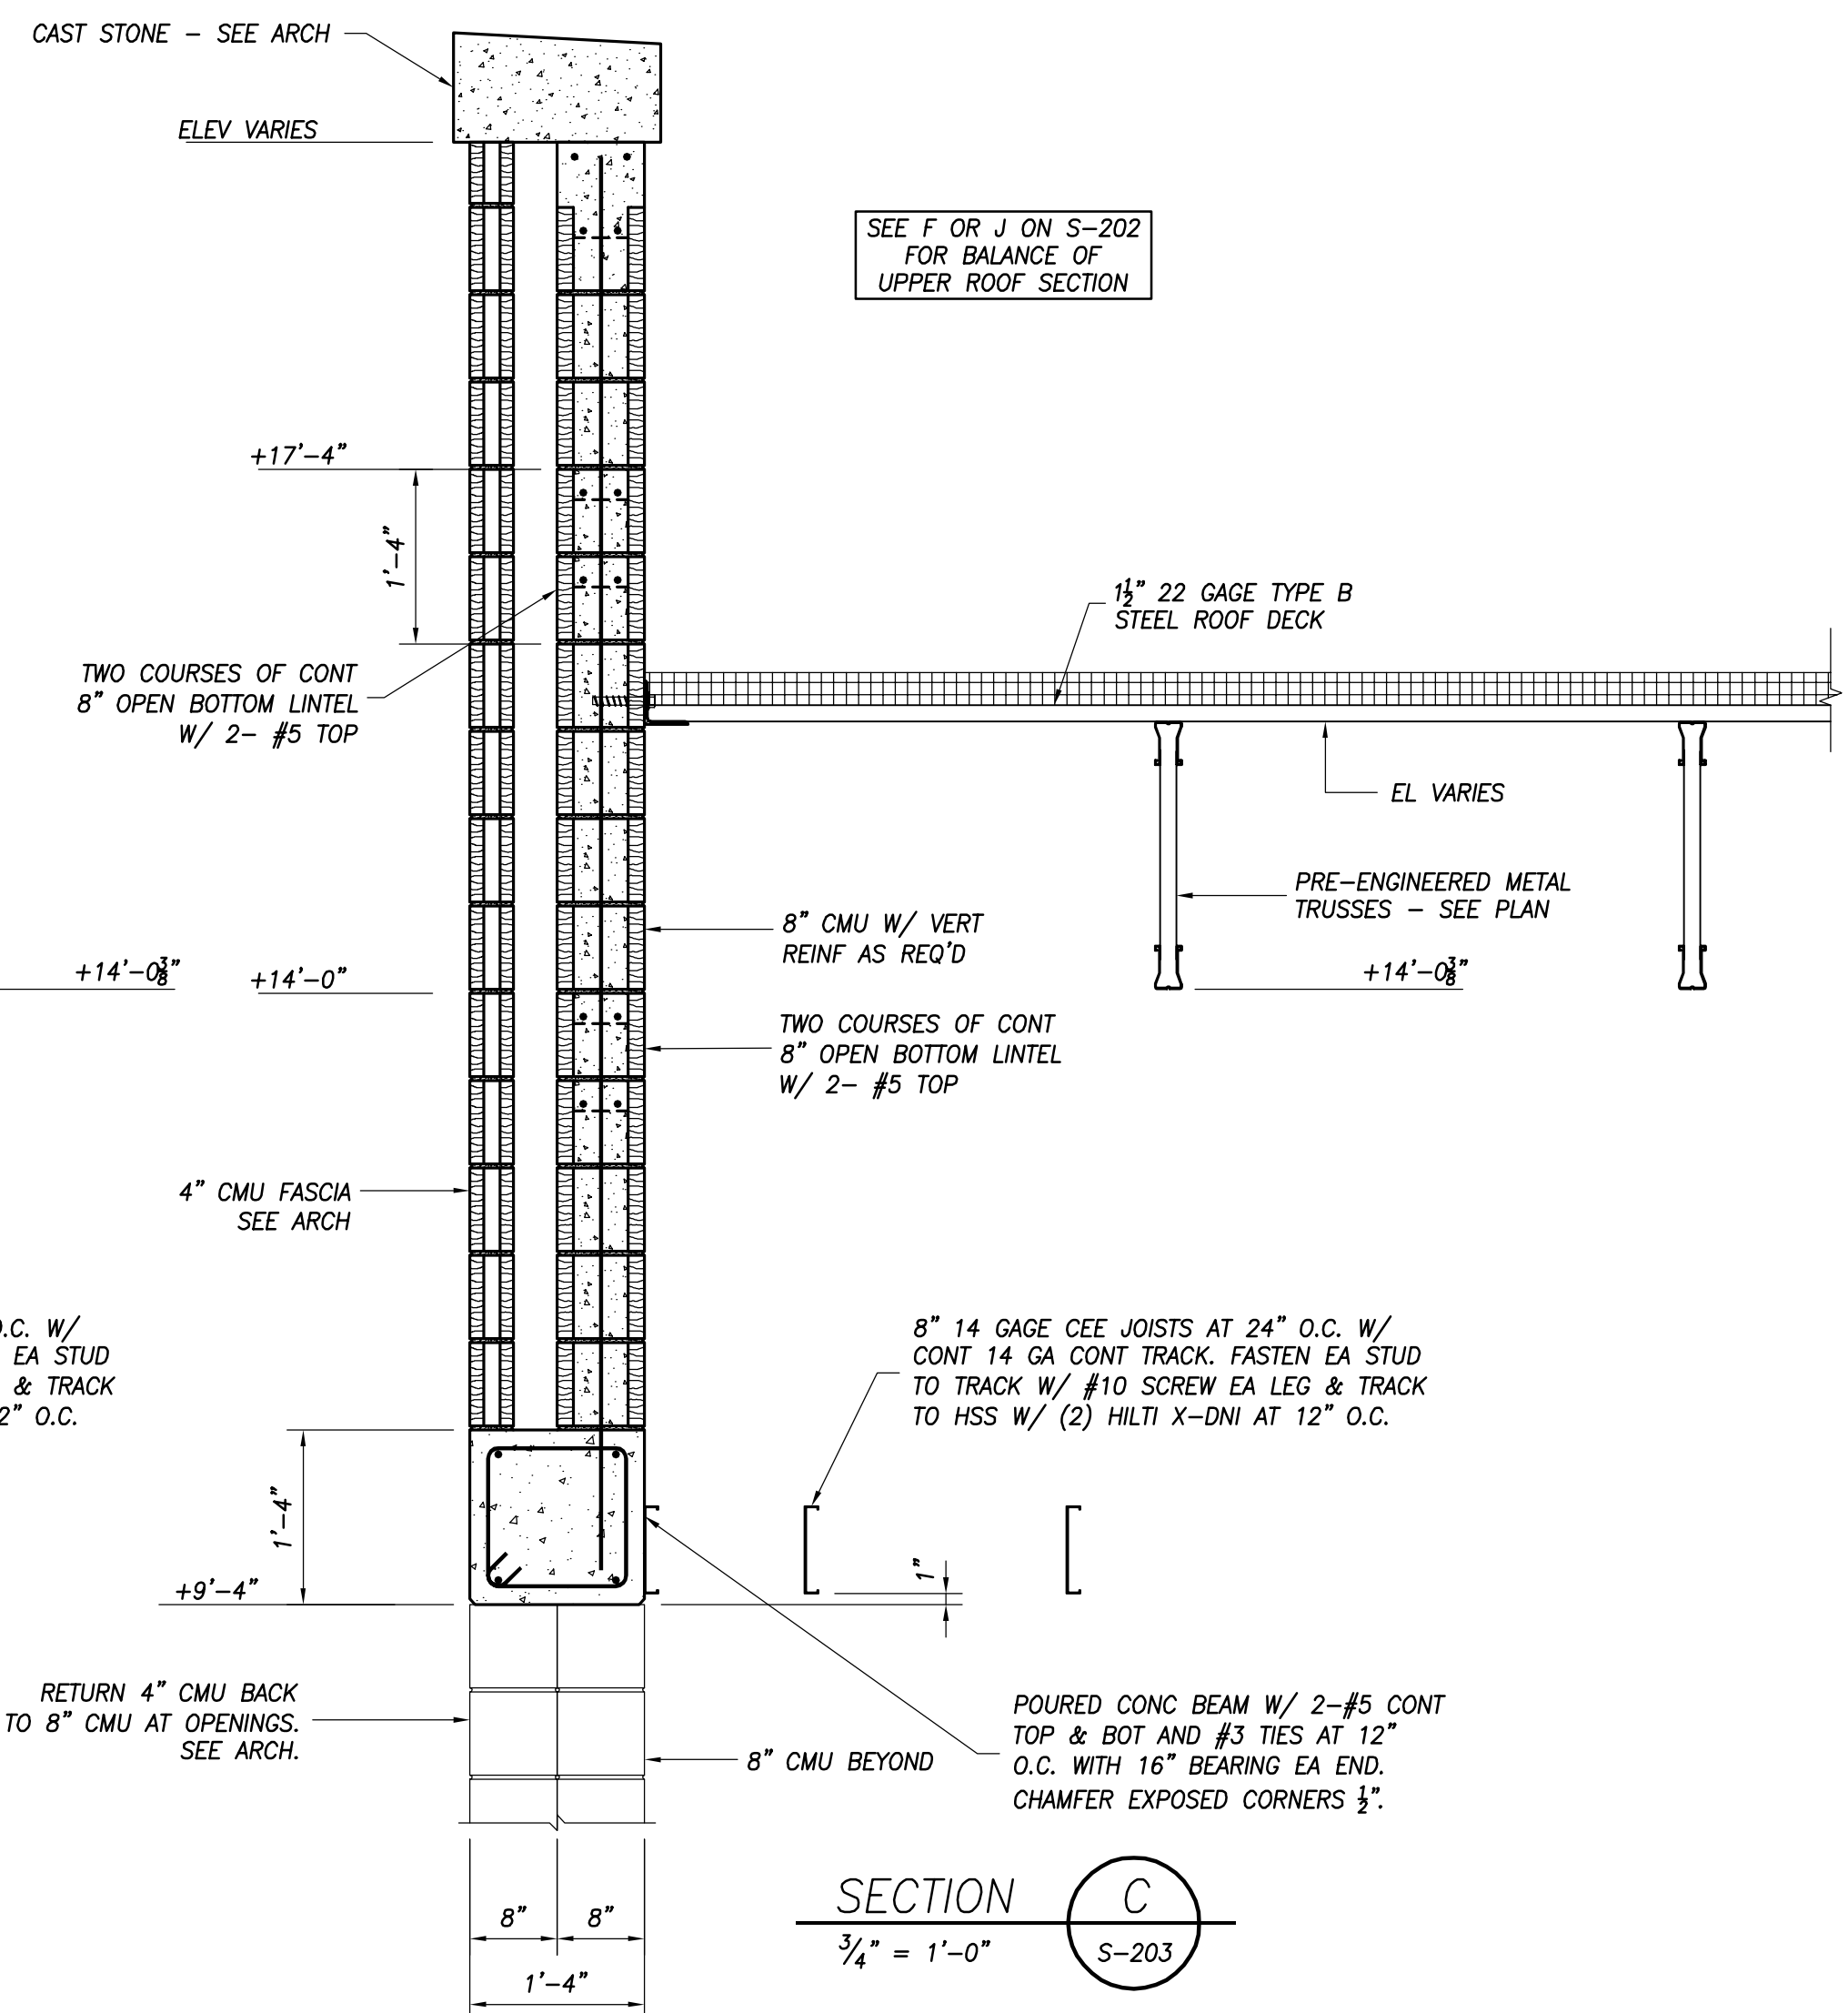 CAST STONE – SEE ARCH
ELEV VARIES
SEE F OR J ON S–202
FOR BALANCE OF
UPPER ROOF SECTION
+17'–4"
1'–4"
1½" 22 GAGE TYPE B
STEEL ROOF DECK
TWO COURSES OF CONT
8" OPEN BOTTOM LINTEL
W/ 2– #5 TOP
EL VARIES
PRE–ENGINEERED METAL
TRUSSES – SEE PLAN
8" CMU W/ VERT
REINF AS REQ'D
+14'–0⅜"
+14'–0"
+14'–0⅜"
TWO COURSES OF CONT
8" OPEN BOTTOM LINTEL
W/ 2– #5 TOP
4" CMU FASCIA
SEE ARCH
O.C. W/
EA STUD
& TRACK
2" O.C.
8" 14 GAGE CEE JOISTS AT 24" O.C. W/
CONT 14 GA CONT TRACK. FASTEN EA STUD
TO TRACK W/ #10 SCREW EA LEG & TRACK
TO HSS W/ (2) HILTI X–DNI AT 12" O.C.
1'–4"
1"
+9'–4"
RETURN 4" CMU BACK
TO 8" CMU AT OPENINGS.
SEE ARCH.
8" CMU BEYOND
POURED CONC BEAM W/ 2–#5 CONT
TOP & BOT AND #3 TIES AT 12"
O.C. WITH 16" BEARING EA END.
CHAMFER EXPOSED CORNERS ½".
8" 8"
1'–4"
SECTION C
¾" = 1'–0" S–203